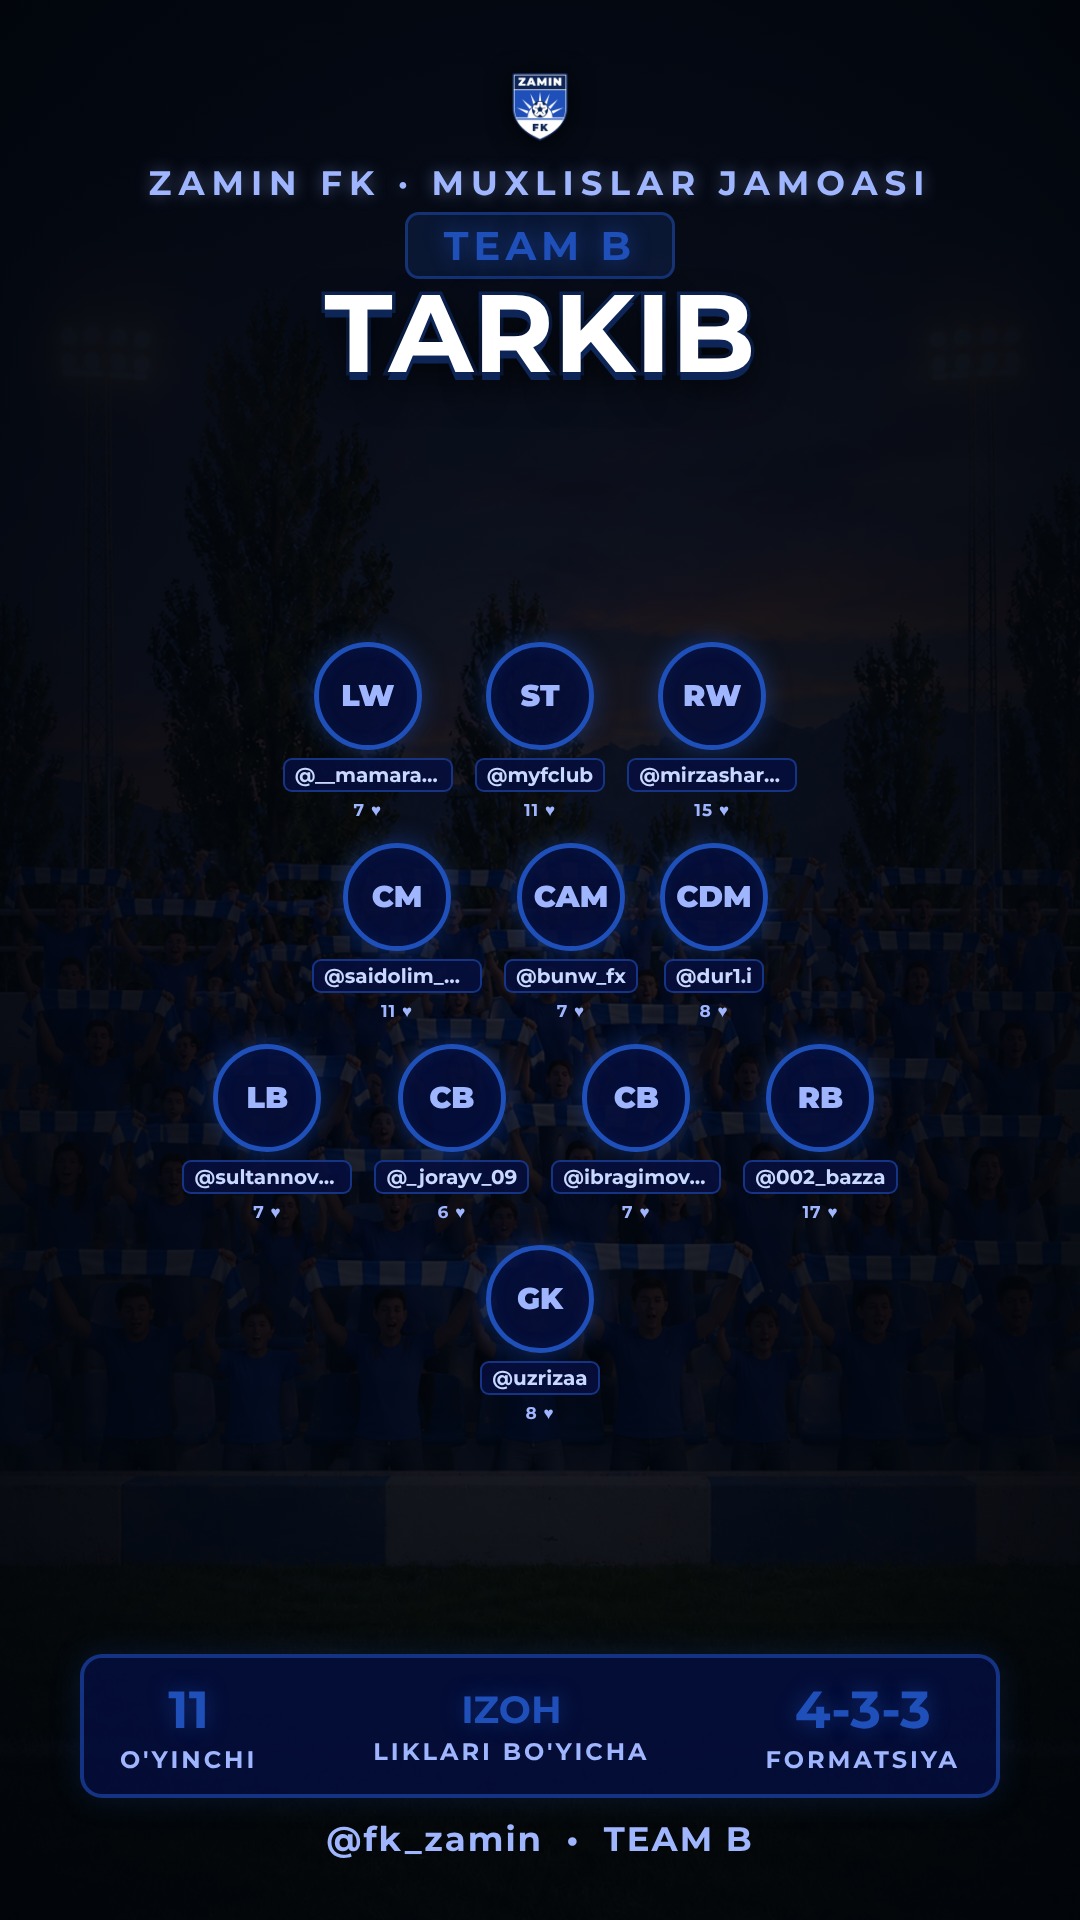 ZAMIN
FK
ZAMIN FK · MUXLISLAR JAMOASI
TEAM B
TARKIB
LW ST RW
@__mamara... @myfclub @mirzashar...
7 ♥ 11 ♥ 15 ♥
CM CAM CDM
@saidolim_... @bunw_fx @dur1.i
11 ♥ 7 ♥ 8 ♥
LB CB CB RB
@sultannov... @_jorayv_09 @ibragimov... @002_bazza
7 ♥ 6 ♥ 7 ♥ 17 ♥
GK
@uzrizaa
8 ♥
11 IZOH 4-3-3
O'YINCHI LIKLARI BO'YICHA FORMATSIYA
@fk_zamin • TEAM B